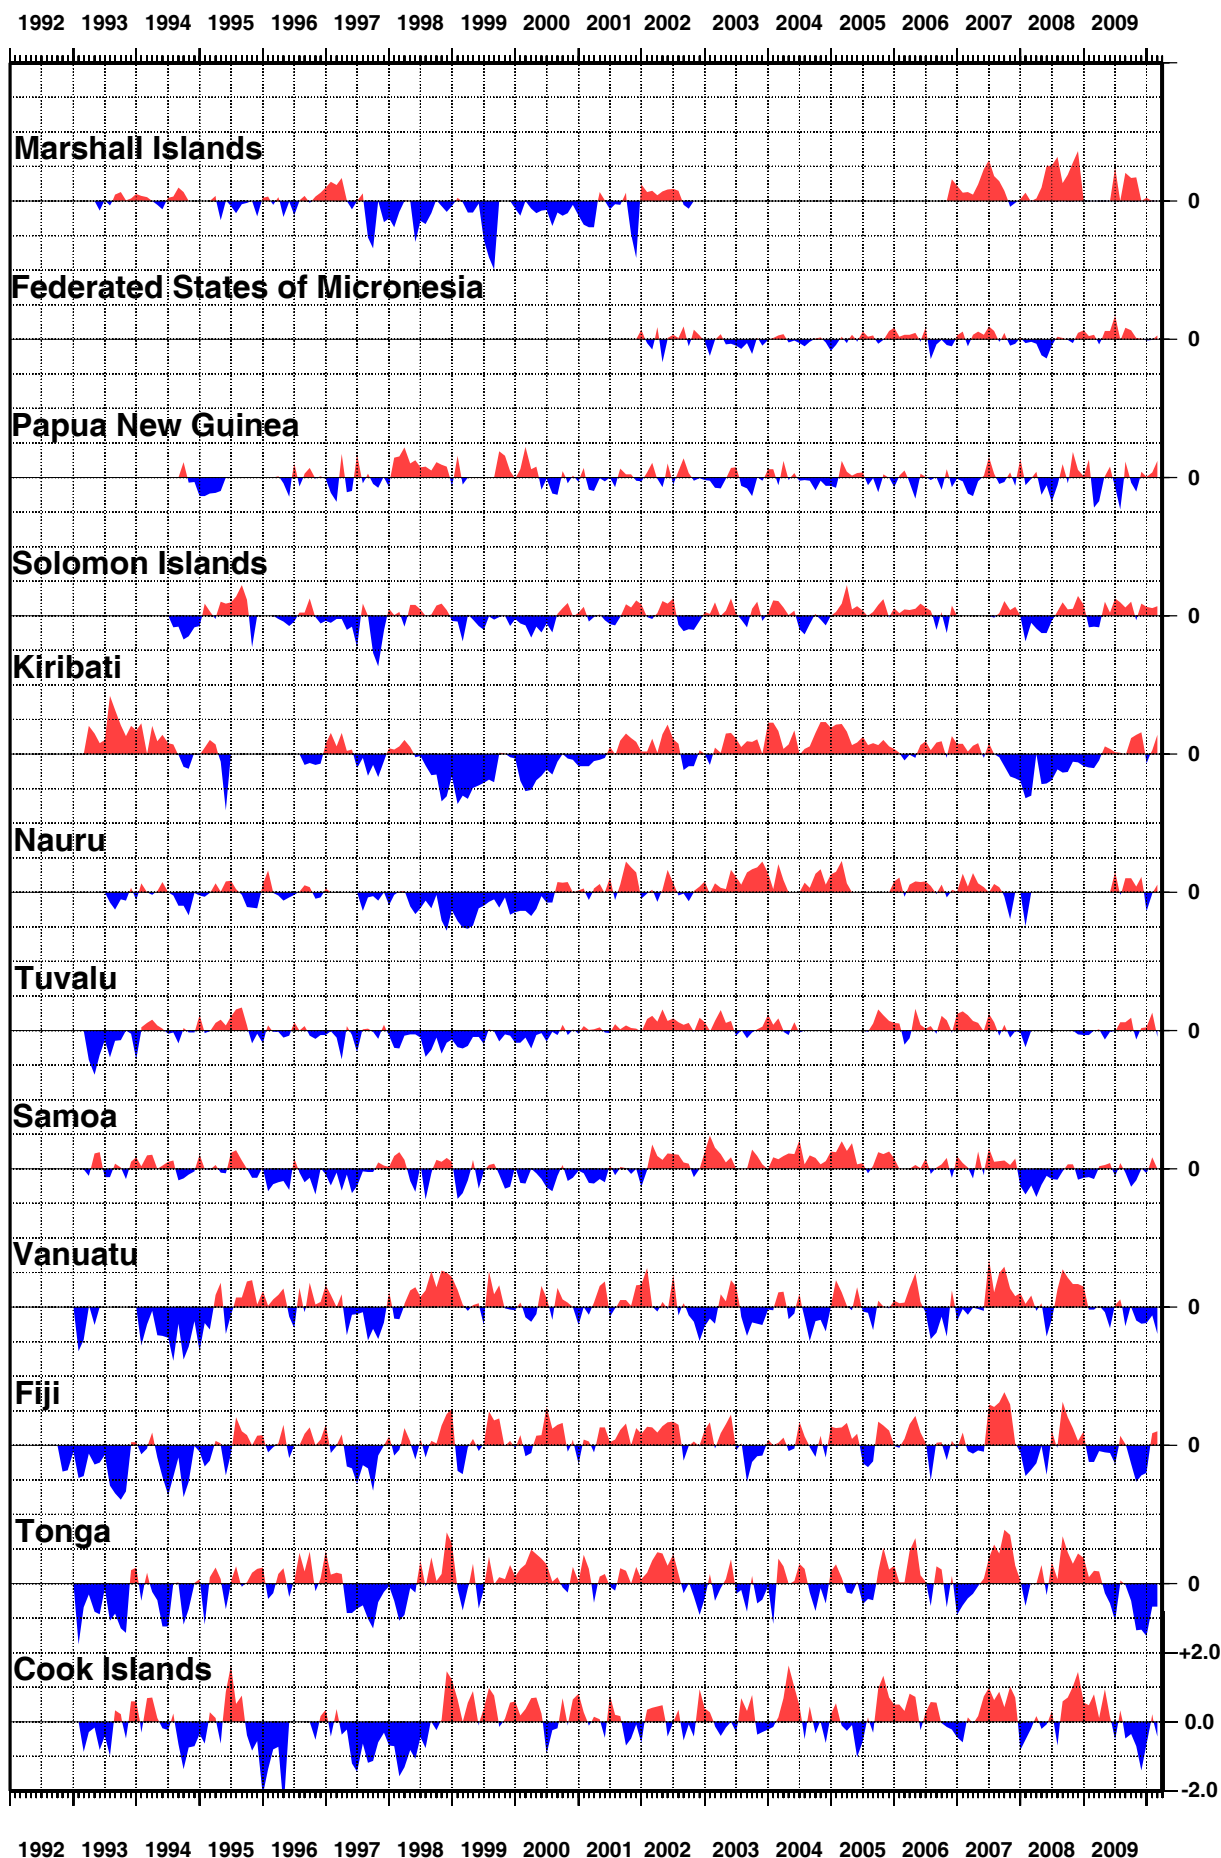 1992 1993 1994 1995 1996 1997 1998 1999 2000 2001 2002 2003 2004 2005 2006 2007 2008 2009
Marshall Islands
0
Federated States of Micronesia
0
Papua New Guinea
0
Solomon Islands
0
Kiribati
0
Nauru
0
Tuvalu
0
Samoa
0
Vanuatu
0
Fiji
0
Tonga
0
+2.0
Cook Islands
0.0
-2.0
1992 1993 1994 1995 1996 1997 1998 1999 2000 2001 2002 2003 2004 2005 2006 2007 2008 2009